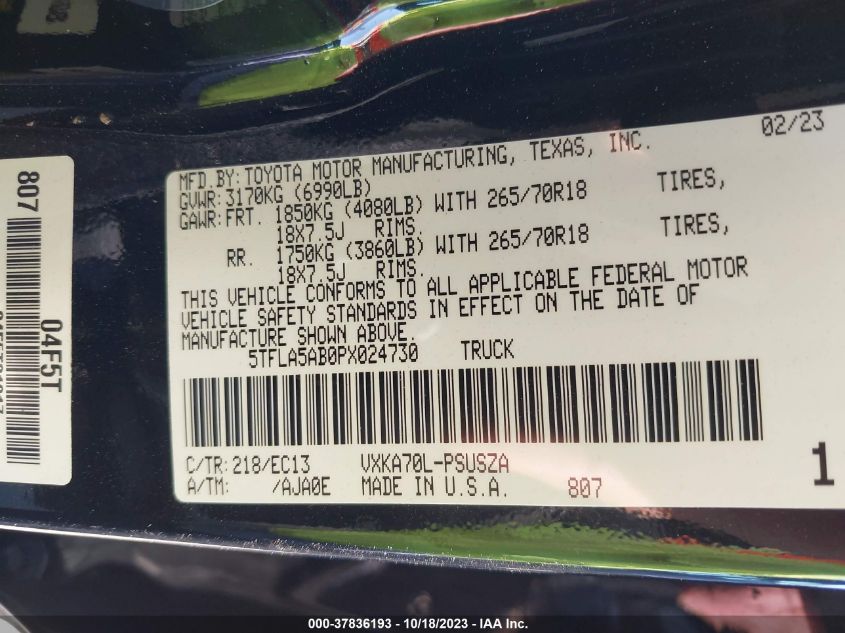 02/23
MFD.BY: TOYOTA MOTOR MANUFACTURING, TEXAS, INC.
GVWR: 3170KG (6990LB)
GAWR: FRT. 1850KG (4080LB) WITH 265/70R18 TIRES,
18X7.5J RIMS.
RR. 1750KG (3860LB) WITH 265/70R18 TIRES,
18X7.5J RIMS.
THIS VEHICLE CONFORMS TO ALL APPLICABLE FEDERAL MOTOR
VEHICLE SAFETY STANDARDS IN EFFECT ON THE DATE OF
MANUFACTURE SHOWN ABOVE.
5TFLA5AB0PX024730 TRUCK
C/TR: 218/EC13 VXKA70L-PSUSZA
A/TM: /AJA0E MADE IN U.S.A. 807
1
807
04F5T
000-37836193 - 10/18/2023 - IAA Inc.